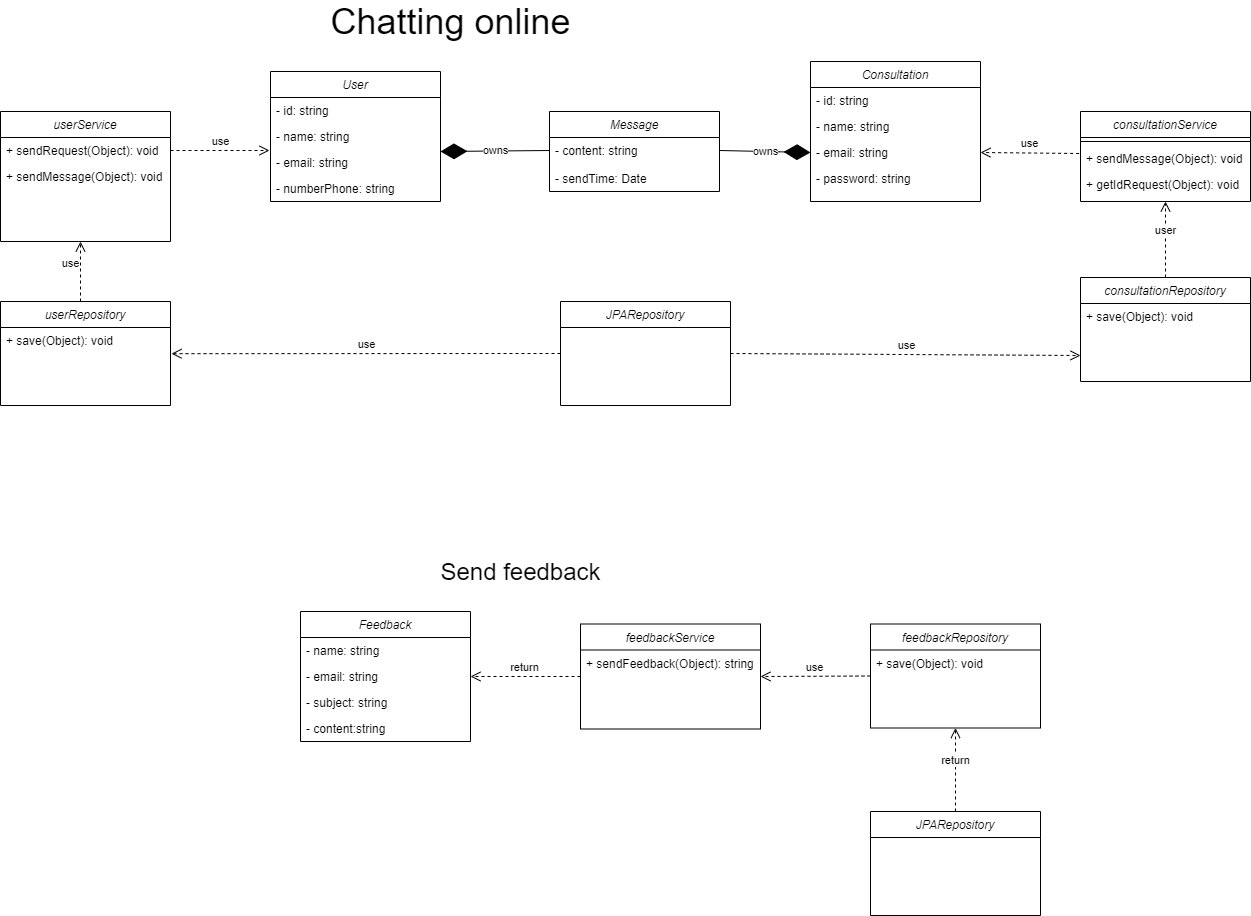 Chatting online
User
- id: string
- name: string
- email: string
- numberPhone: string
Consultation
- id: string
- name: string
- email: string
- password: string
userService
+ sendRequest(Object): void
+ sendMessage(Object): void
use
owns
Message
- content: string
- sendTime: Date
owns
use
consultationService
+ sendMessage(Object): void
+ getIdRequest(Object): void
use
user
userRepository
+ save(Object): void
use
JPARepository
use
consultationRepository
+ save(Object): void
Send feedback
Feedback
- name: string
- email: string
- subject: string
- content:string
return
feedbackService
+ sendFeedback(Object): string
use
feedbackRepository
+ save(Object): void
return
JPARepository